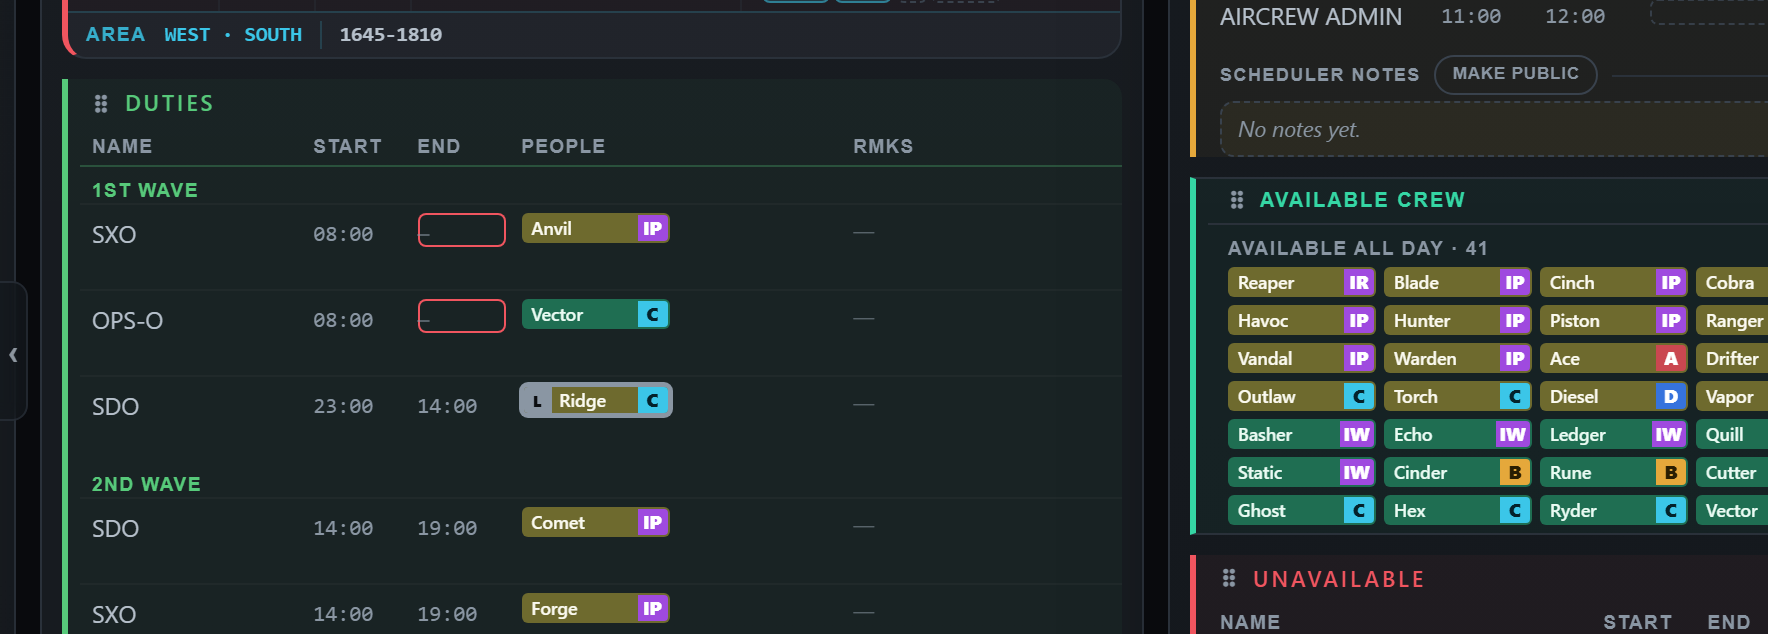 AREA WEST · SOUTH 1645-1810
DUTIES
NAME START END PEOPLE RMKS
1ST WAVE
SXO 08:00 — Anvil IP —
OPS-O 08:00 — Vector C —
SDO 23:00 14:00 L Ridge C —
2ND WAVE
SDO 14:00 19:00 Comet IP —
SXO 14:00 19:00 Forge IP —
‹
AIRCREW ADMIN 11:00 12:00
SCHEDULER NOTES MAKE PUBLIC
No notes yet.
AVAILABLE CREW
AVAILABLE ALL DAY · 41
Reaper IR Blade IP Cinch IP Cobra
Havoc IP Hunter IP Piston IP Ranger
Vandal IP Warden IP Ace A Drifter
Outlaw C Torch C Diesel D Vapor
Basher IW Echo IW Ledger IW Quill
Static IW Cinder B Rune B Cutter
Ghost C Hex C Ryder C Vector
UNAVAILABLE
NAME START END